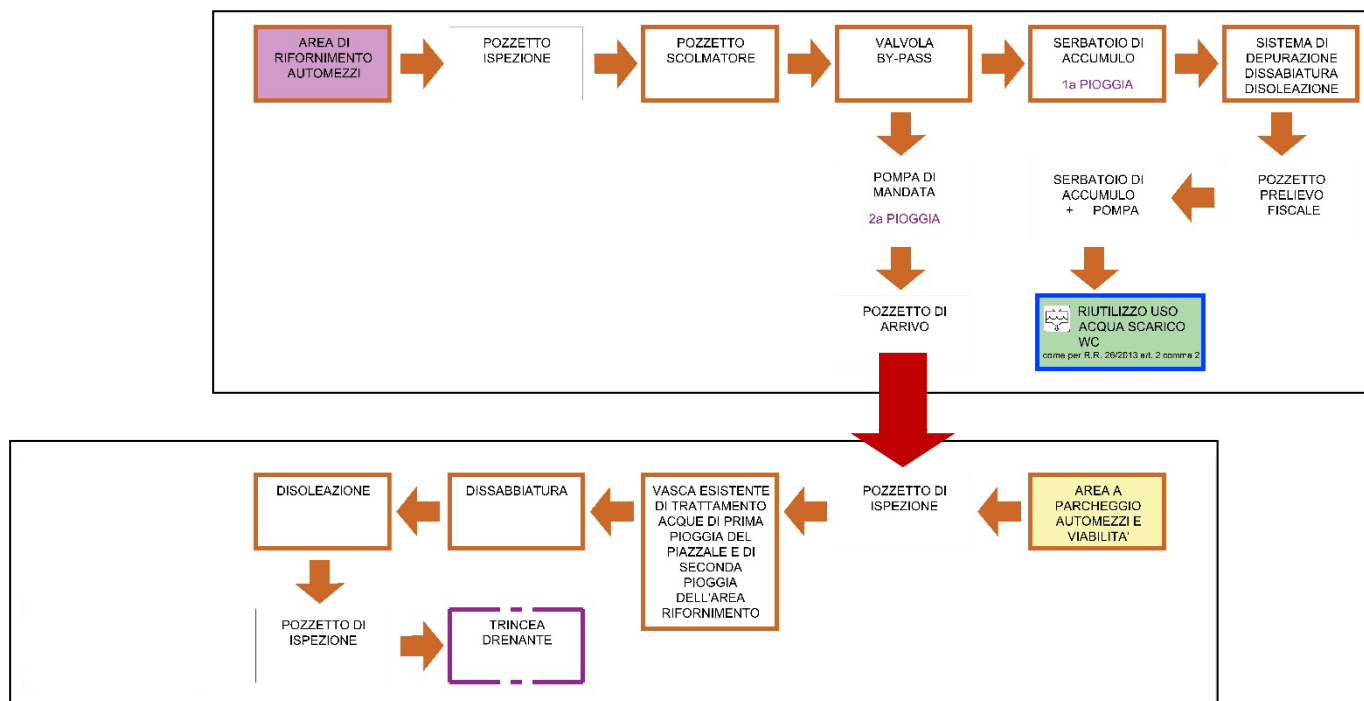 AREA DI
RIFORNIMENTO
AUTOMEZZI
POZZETTO
ISPEZIONE
POZZETTO
SCOLMATORE
VALVOLA
BY-PASS
SERBATOIO DI
ACCUMULO
1a PIOGGIA
SISTEMA DI
DEPURAZIONE
DISSABIATURA
DISOLEAZIONE
POMPA DI
MANDATA
2a PIOGGIA
SERBATOIO DI
ACCUMULO
+ POMPA
POZZETTO
PRELIEVO
FISCALE
POZZETTO DI
ARRIVO
RIUTILIZZO USO
ACQUA SCARICO
WC
come per R.R. 26/2013 art. 2 comma 2
DISOLEAZIONE
DISSABBIATURA
VASCA ESISTENTE
DI TRATTAMENTO
ACQUE DI PRIMA
PIOGGIA DEL
PIAZZALE E DI
SECONDA
PIOGGIA
DELL'AREA
RIFORNIMENTO
POZZETTO DI
ISPEZIONE
AREA A
PARCHEGGIO
AUTOMEZZI E
VIABILITA'
POZZETTO DI
ISPEZIONE
TRINCEA
DRENANTE